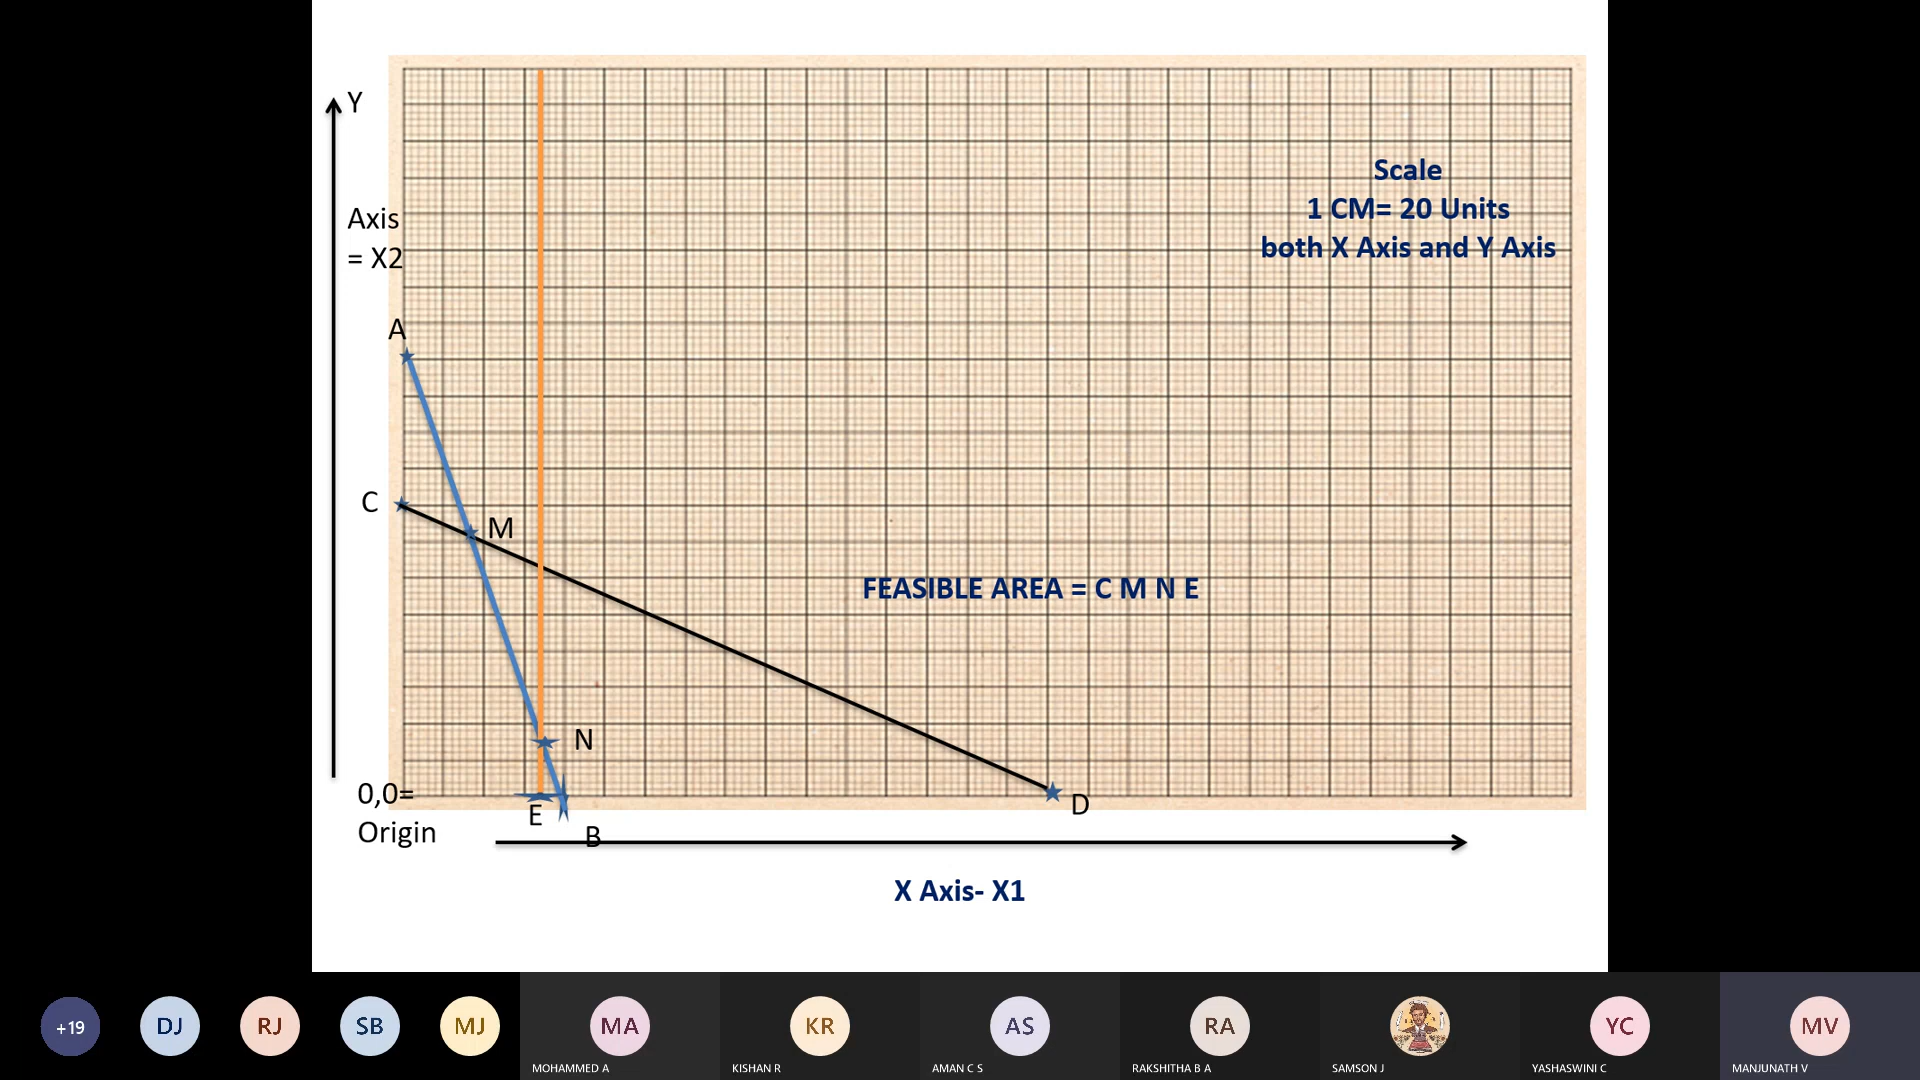 Y
Scale
1 CM= 20 Units
both X Axis and Y Axis
Axis
= X2
A
C
M
FEASIBLE AREA = C M N E
N
0,0=
Origin
E
B
D
X Axis- X1
+19
DJ
RJ
SB
MJ
MA
KR
AS
RA
YC
MV
MOHAMMED A
KISHAN R
AMAN C S
RAKSHITHA B A
SAMSON J
YASHASWINI C
MANJUNATH V